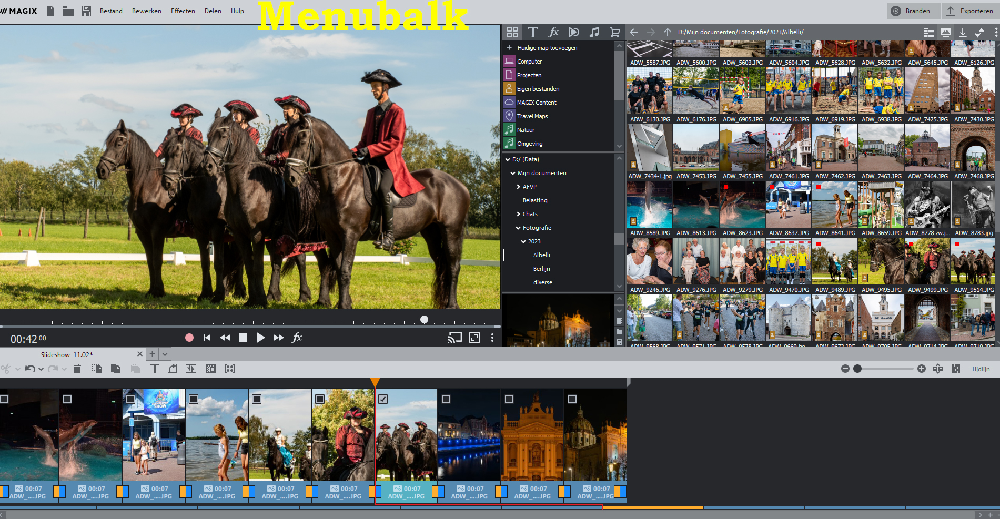 MAGIX Bestand Bewerken Effecten Delen Hulp
Menubalk
Branden Exporteren
D:/Mijn documenten/Fotografie/2023/Albelli/
Huidige map toevoegen
Computer
Projecten
Eigen bestanden
MAGIX Content
Travel Maps
Natuur
Omgeving
D:/ (Data)
Mijn documenten
AFVP
Belasting
Chats
Fotografie
2023
Albelli
Berlijn
diverse
ADW_5587.JPG ADW_5600.JPG ADW_5603.JPG ADW_5604.JPG ADW_5628.JPG ADW_5632.JPG ADW_5645.JPG ADW_6126.JPG
ADW_6130.JPG ADW_6176.JPG ADW_6905.JPG ADW_6916.JPG ADW_6919.JPG ADW_6938.JPG ADW_7425.JPG ADW_7430.JPG
ADW_7434-1.jpg ADW_7453.JPG ADW_7455.JPG ADW_7461.JPG ADW_7462.JPG ADW_7463.JPG ADW_7464.JPG ADW_7468.JPG
ADW_8589.JPG ADW_8613.JPG ADW_8623.JPG ADW_8637.JPG ADW_8641.JPG ADW_8659.JPG ADW_8778 zw.j... ADW_8783.jpg
ADW_9246.JPG ADW_9276.JPG ADW_9279.JPG ADW_9470.JPG ADW_9489.JPG ADW_9495.JPG ADW_9499.JPG ADW_9514.JPG
DE MAAGD
ADW_9568.JPG ADW_9571.JPG ADW_9578.JPG ADW_9669-be... ADW_9672.JPG ADW_9705.JPG ADW_9714.JPG ADW_9719.JPG
00:42 00
fx
Slideshow 11.02*
Tijdlijn
SHOW
00:07 00:07 00:07 00:07 00:07 00:07 00:07 00:07 00:07 00:07
ADW_....JPG ADW_....JPG ADW_....JPG ADW_....JPG ADW_....JPG ADW_....JPG ADW_....JPG ADW_....JPG ADW_....JPG ADW_....JPG